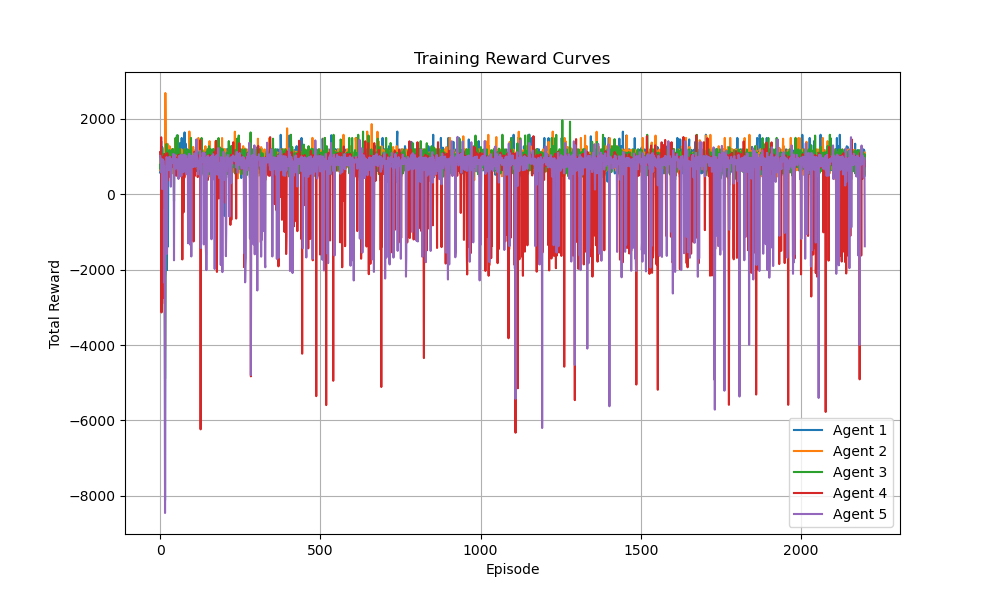 Training Reward Curves
Total Reward
2000
0
−2000
−4000
−6000
−8000
0 500 1000 1500 2000
Episode
Agent 1
Agent 2
Agent 3
Agent 4
Agent 5